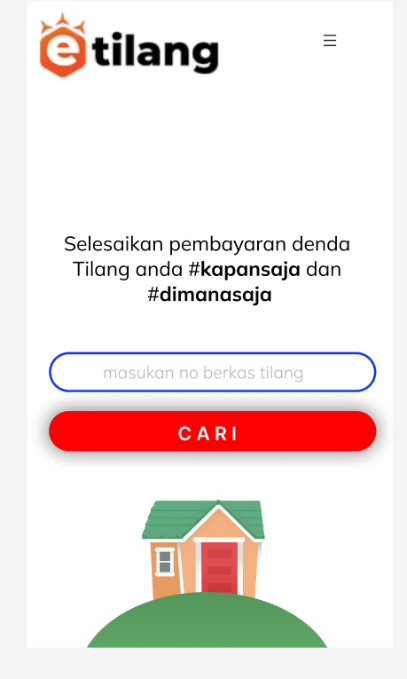 etilang
Selesaikan pembayaran denda
Tilang anda #kapansaja dan
#dimanasaja
masukan no berkas tilang
CARI